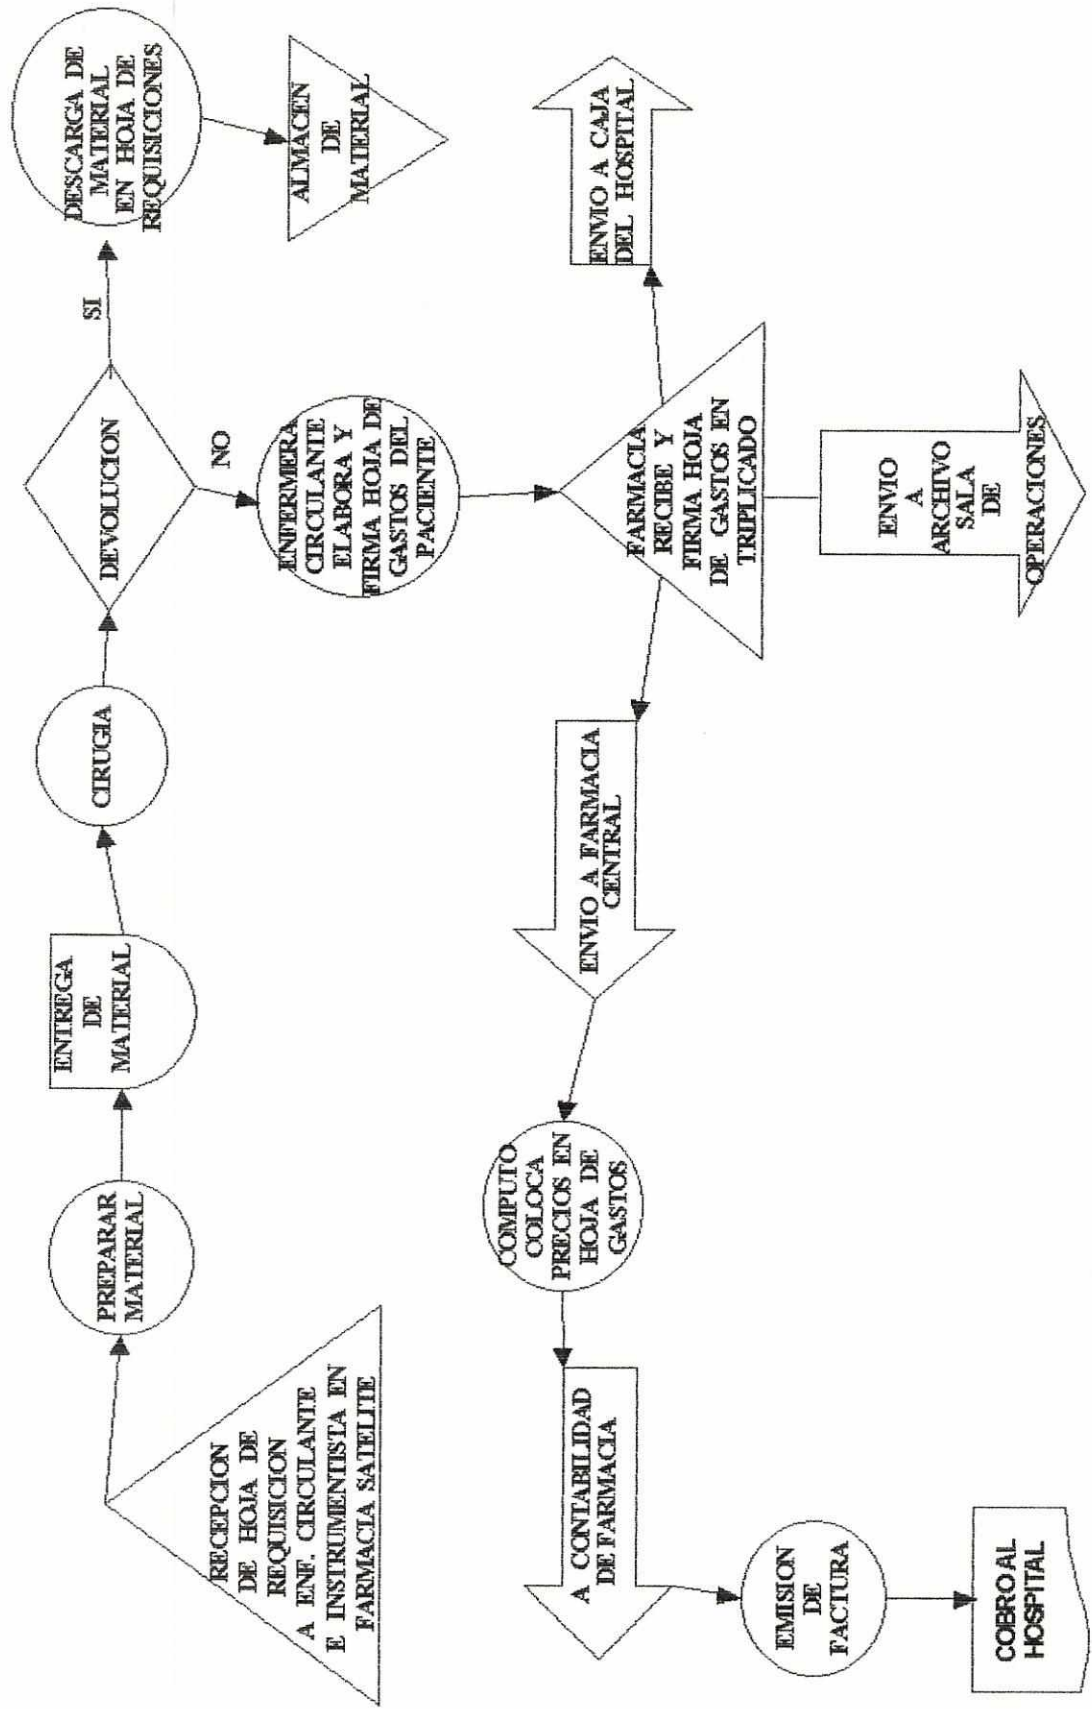 RECEPCION
DE HOJA DE
REQUISICION
A ENF. CIRCULANTE
E INSTRUMENTISTA EN
FARMACIA SATELITE
PREPARAR
MATERIAL
ENTREGA
DE
MATERIAL
CIRUGIA
DEVOLUCION
SI
DESCARGA DE
MATERIAL
EN HOJA DE
REQUISICIONES
ALMACEN
DE
MATERIAL
NO
ENFERMERA
CIRCULANTE
ELABORA Y
FIRMA HOJA DE
GASTOS DEL
PACIENTE
FARMACIA
RECIBE Y
FIRMA HOJA
DE GASTOS EN
TRIPLICADO
ENVIO A CAJA
DEL HOSPITAL
ENVIO
A
ARCHIVO
SALA
DE
OPERACIONES
ENVIO A FARMACIA
CENTRAL
COMPUTO
COLOCA
PRECIOS EN
HOJA DE
GASTOS
A CONTABILIDAD
DE FARMACIA
EMISION
DE
FACTURA
COBRO AL
HOSPITAL